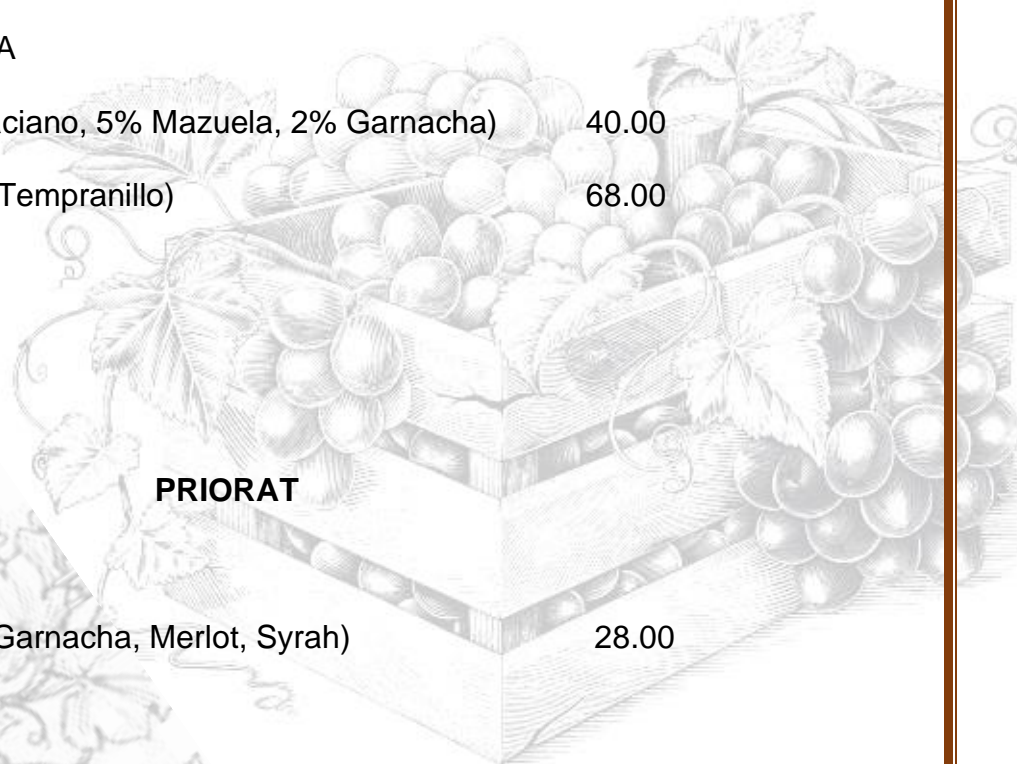 A
ciano, 5% Mazuela, 2% Garnacha) 40.00
Tempranillo) 68.00
PRIORAT
Garnacha, Merlot, Syrah) 28.00